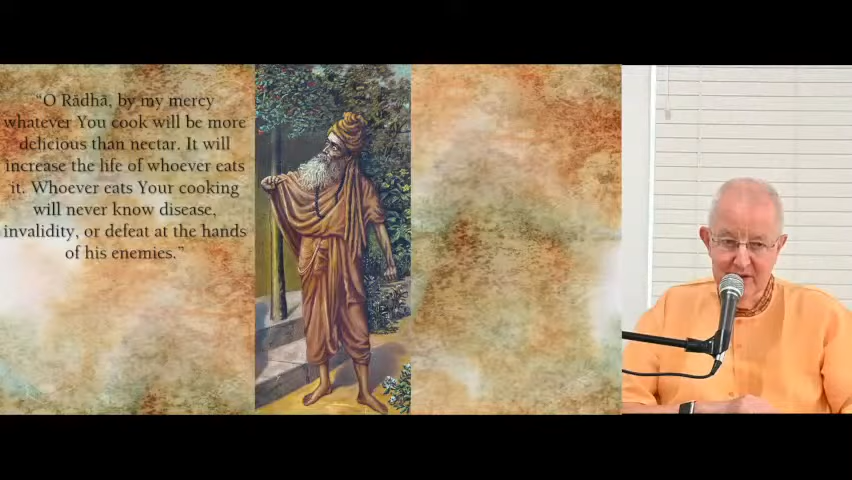 “O Rādhā, by my mercy
whatever You cook will be more
delicious than nectar. It will
increase the life of whoever eats
it. Whoever eats Your cooking
will never know disease,
invalidity, or defeat at the hands
of his enemies.”